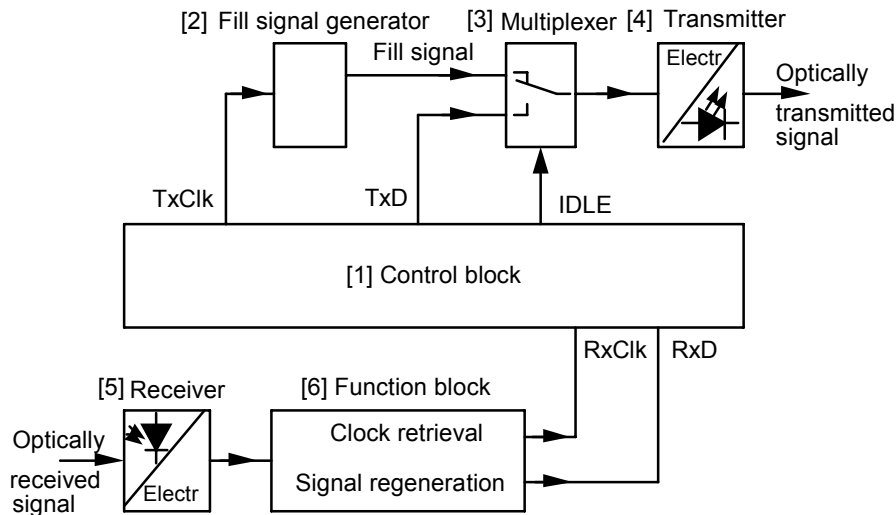 [2] Fill signal generator
[3] Multiplexer
[4] Transmitter
Fill signal
Electr
Optically
transmitted
signal
TxClk
TxD
IDLE
[1] Control block
RxClk
RxD
[5] Receiver
[6] Function block
Optically
received
signal
Electr
Clock retrieval
Signal regeneration